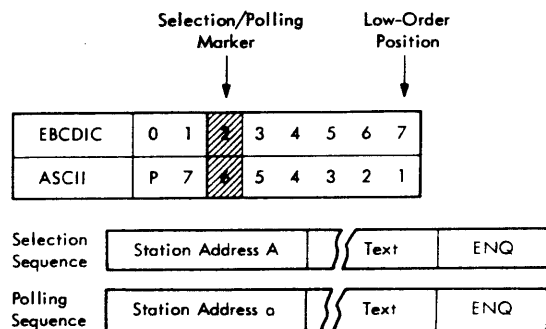 Selection/Polling
Marker
Low-Order
Position
EBCDIC 0 1 2 3 4 5 6 7
ASCII P 7 6 5 4 3 2 1
Selection
Sequence
Station Address A Text ENQ
Polling
Sequence
Station Address a Text ENQ